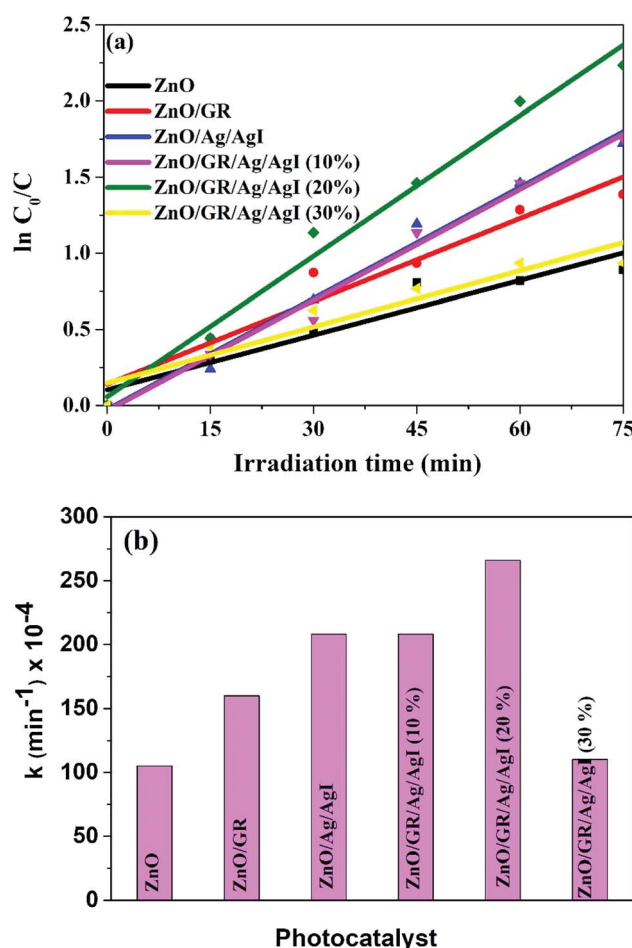 (a)
ZnO
ZnO/GR
ZnO/Ag/AgI
ZnO/GR/Ag/AgI (10%)
ZnO/GR/Ag/AgI (20%)
ZnO/GR/Ag/AgI (30%)
ln C₀/C
2.5
2.0
1.5
1.0
0.5
0.0
0 15 30 45 60 75
Irradiation time (min)
(b)
k (min⁻¹) x 10⁻⁴
300
250
200
150
100
50
0
ZnO
ZnO/GR
ZnO/Ag/AgI
ZnO/GR/Ag/AgI (10 %)
ZnO/GR/Ag/AgI (20 %)
ZnO/GR/Ag/AgI (30 %)
Photocatalyst